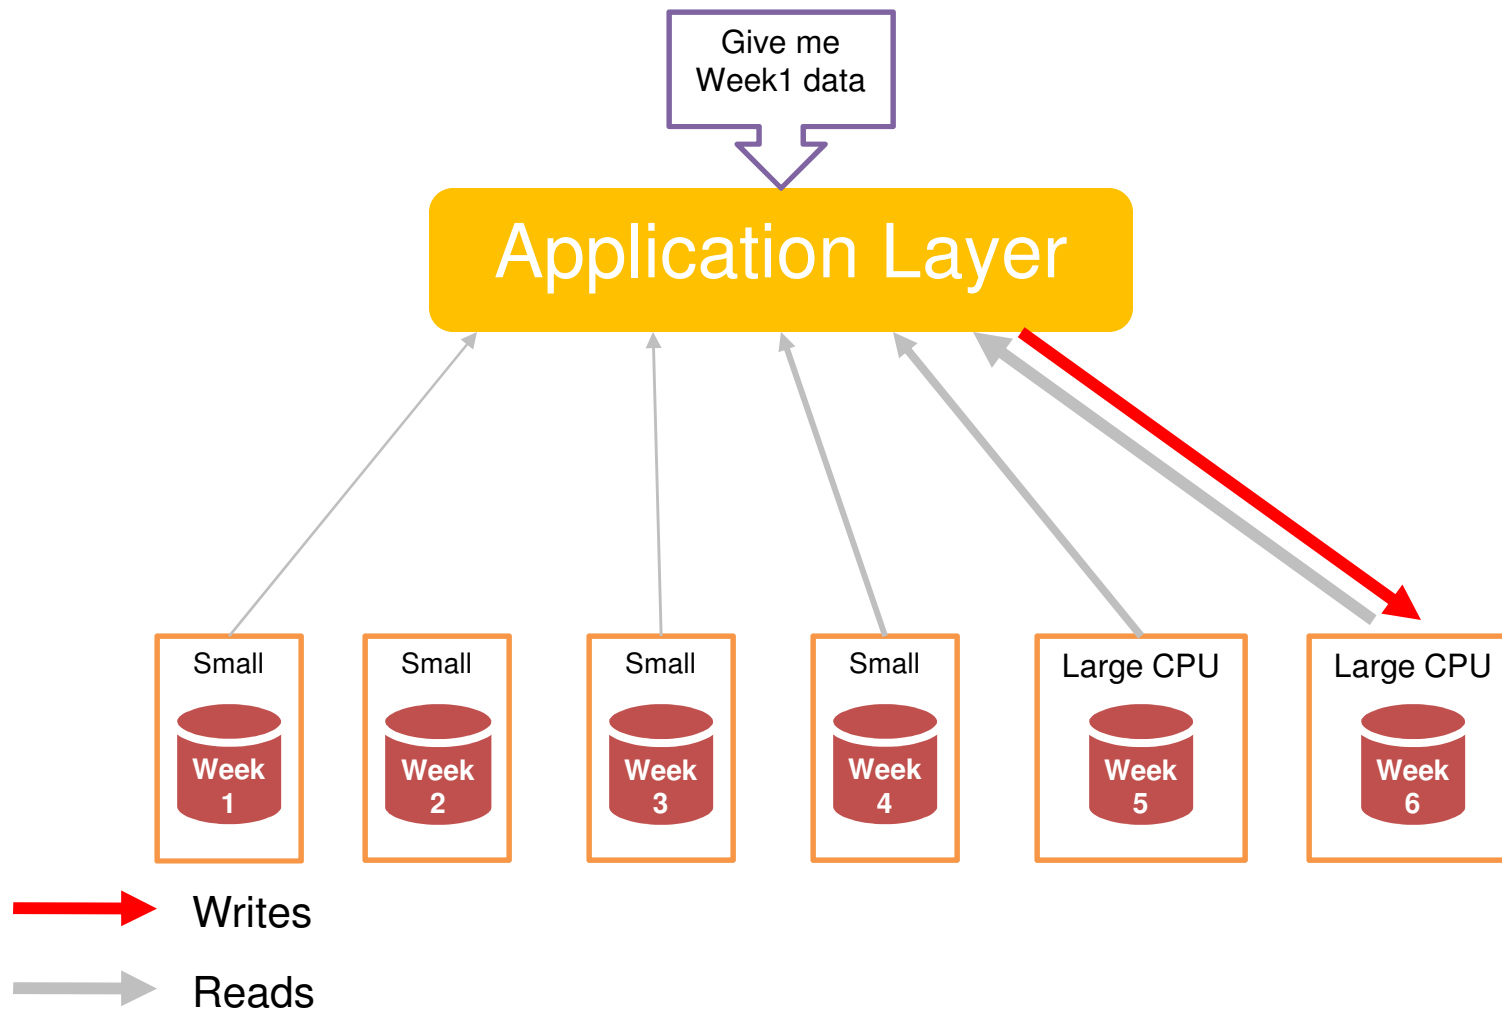 Give me
Week1 data
Application Layer
Small
Small
Small
Small
Large CPU
Large CPU
Week
1
Week
2
Week
3
Week
4
Week
5
Week
6
Writes
Reads